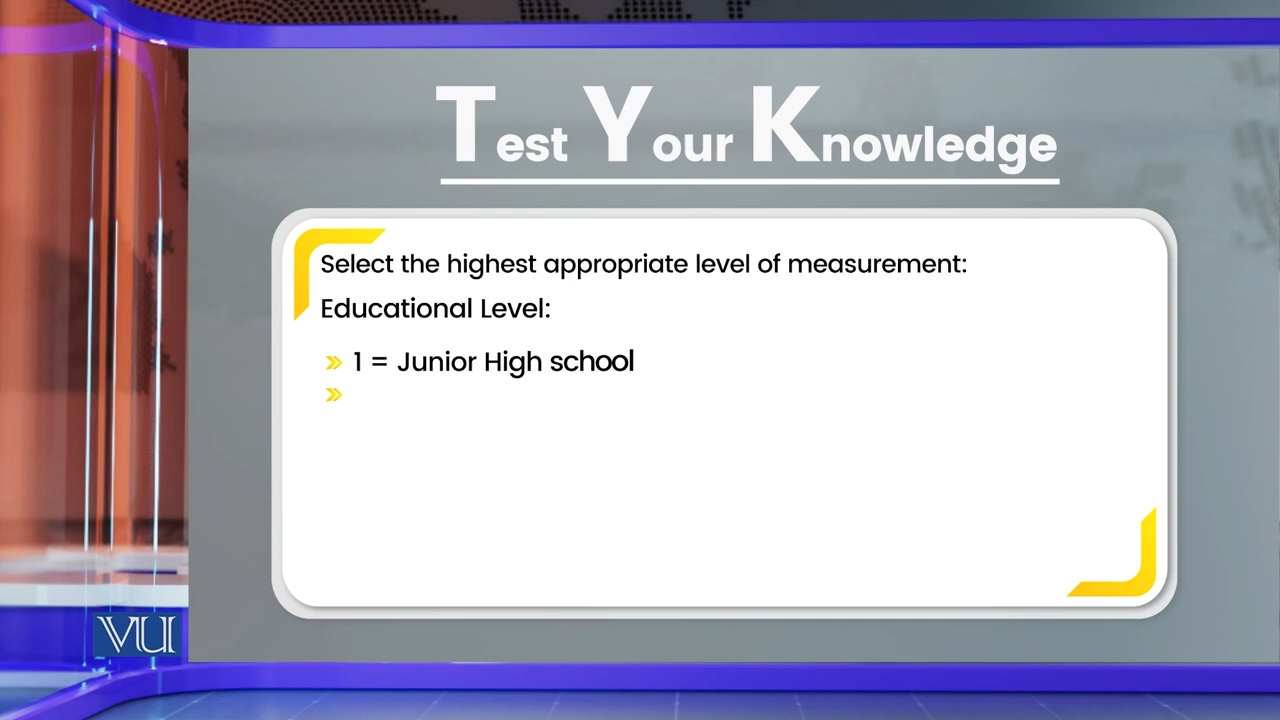 Test Your Knowledge
Select the highest appropriate level of measurement:
Educational Level:
» 1 = Junior High school
»
VU